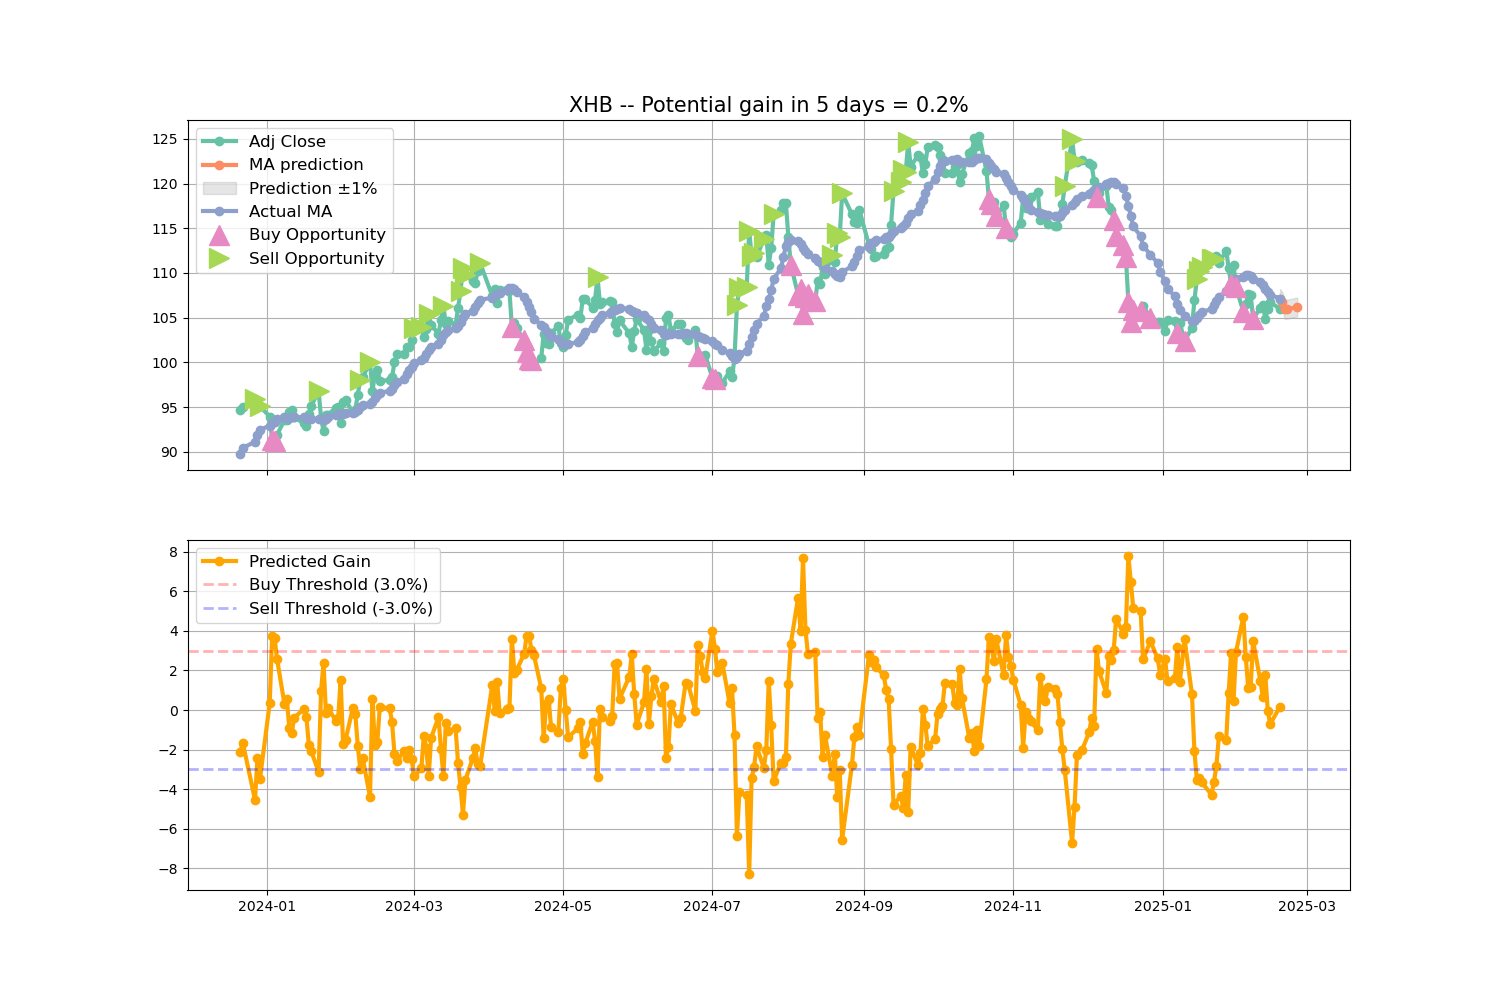 XHB -- Potential gain in 5 days = 0.2%
125
120
115
110
105
100
95
90
Adj Close
MA prediction
Prediction ±1%
Actual MA
Buy Opportunity
Sell Opportunity
8
6
4
2
0
−2
−4
−6
−8
Predicted Gain
Buy Threshold (3.0%)
Sell Threshold (-3.0%)
2024-01
2024-03
2024-05
2024-07
2024-09
2024-11
2025-01
2025-03